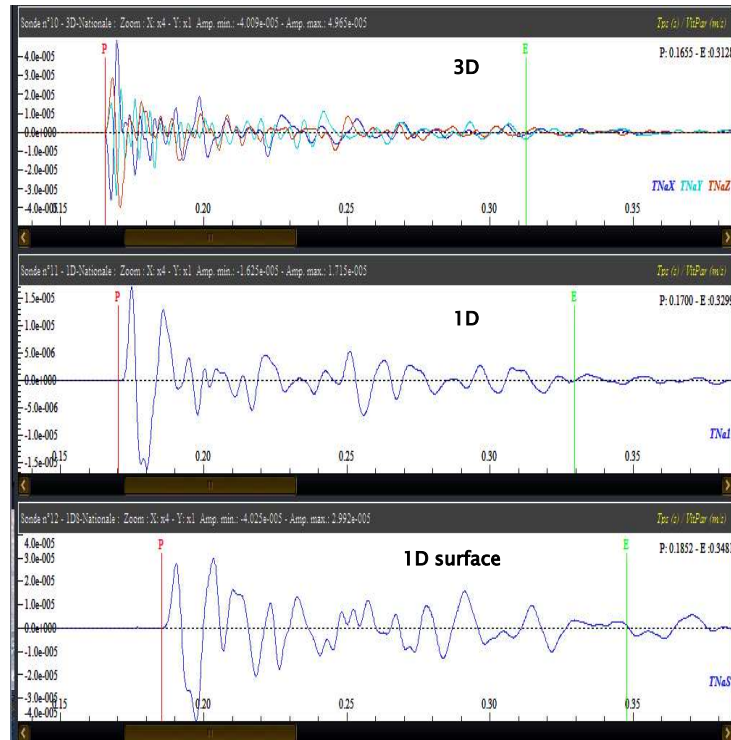 Sonde n°10 - 3D-Nationale : Zoom : X: x4 - Y: x1 Amp. min.: -4.009e-005 - Amp. max.: 4.965e-005 Tps (s) / VitPar (m/s)
P E P: 0.1655 - E :0.3128
3D
4.0e-005
3.0e-005
2.0e-005
1.0e-005
0.0e+000
-1.0e-005
-2.0e-005
-3.0e-005
TNaX TNaY TNaZ
-4.0e-005
0.15 0.20 0.25 0.30 0.35
Sonde n°11 - 1D-Nationale : Zoom : X: x4 - Y: x1 Amp. min.: -1.625e-005 - Amp. max.: 1.715e-005 Tps (s) / VitPar (m/s)
P E P: 0.1700 - E :0.3299
1.5e-005
1D
1.0e-005
5.0e-006
0.0e+000
-5.0e-006
-1.0e-005
TNa1
-1.5e-005
0.15 0.20 0.25 0.30 0.35
Sonde n°12 - 1DS-Nationale : Zoom : X: x4 - Y: x1 Amp. min.: -4.025e-005 - Amp. max.: 2.992e-005 Tps (s) / VitPar (m/s)
P E P: 0.1852 - E :0.3481
4.0e-005
3.0e-005
1D surface
2.0e-005
1.0e-005
0.0e+000
-1.0e-005
-2.0e-005
TNaS
-3.0e-005
-4.0e-005
0.15 0.20 0.25 0.30 0.35